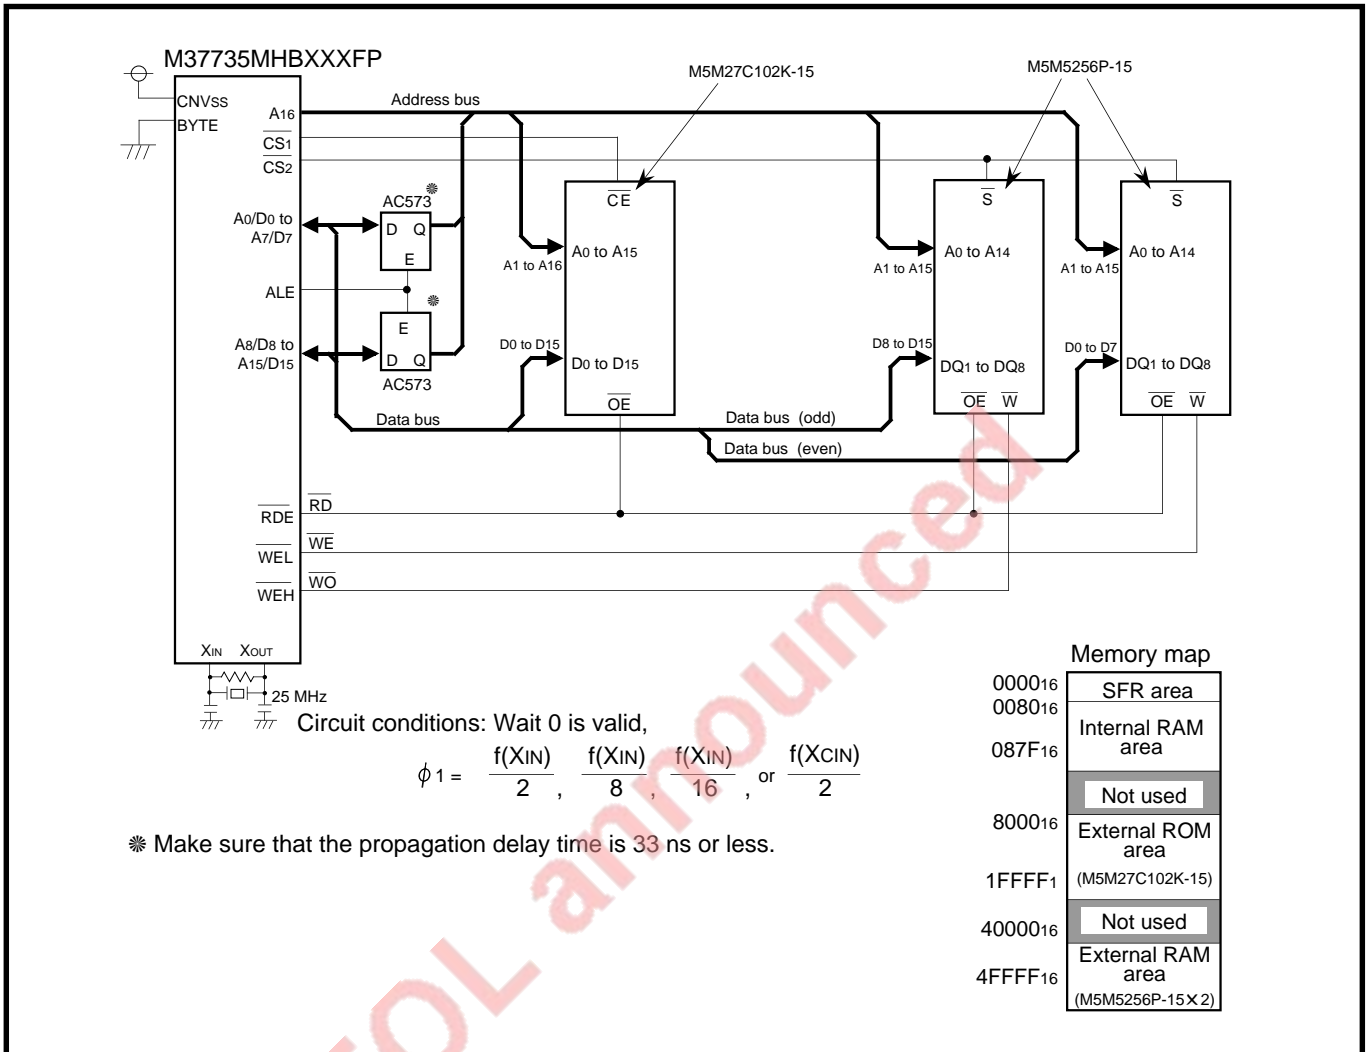 M37735MHBXXXFP
M5M27C102K-15
M5M5256P-15
CNVSS
BYTE
A16
Address bus
CS1
CS2
AC573
CE
S
S
A0/D0 to
A7/D7
D Q
E
A1 to A16
A0 to A15
A1 to A15
A0 to A14
A1 to A15
A0 to A14
ALE
E
A8/D8 to
A15/D15
D Q
AC573
D0 to D15
D0 to D15
D8 to D15
DQ1 to DQ8
D0 to D7
DQ1 to DQ8
OE
OE W
OE W
Data bus
Data bus (odd)
Data bus (even)
RDE
RD
WEL
WE
WEH
WO
XIN XOUT
25 MHz
Circuit conditions: Wait 0 is valid,
ϕ 1 = f(XIN)/2 , f(XIN)/8 , f(XIN)/16 , or f(XCIN)/2
❋ Make sure that the propagation delay time is 33 ns or less.
Memory map
000016
SFR area
008016
Internal RAM
area
087F16
Not used
800016
External ROM
area
1FFFF1
(M5M27C102K-15)
Not used
4000016
External RAM
area
4FFFF16
(M5M5256P-15×2)
EOL announced